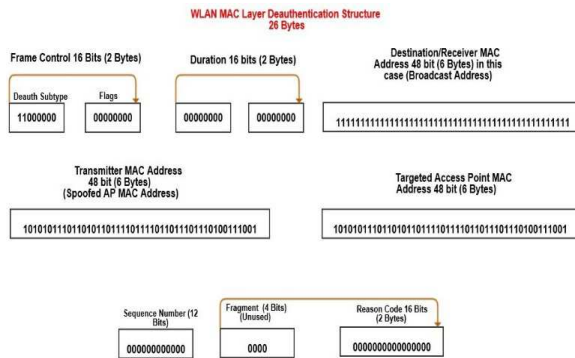 WLAN MAC Layer Deauthentication Structure
26 Bytes
Frame Control 16 Bits (2 Bytes)
Duration 16 bits (2 Bytes)
Destination/Receiver MAC
Address 48 bit (6 Bytes) in this
case (Broadcast Address)
Deauth Subtype
Flags
11000000
00000000
00000000
00000000
111111111111111111111111111111111111111111111111
Transmitter MAC Address
48 bit (6 Bytes)
(Spoofed AP MAC Address)
Targeted Access Point MAC
Address 48 bit (6 Bytes)
101010111011010110111101111011011101110100111001
101010111011010110111101111011011101110100111001
Sequence Number (12
Bits)
Fragment (4 Bits)
(Unused)
Reason Code 16 Bits
(2 Bytes)
000000000000
0000
0000000000000000